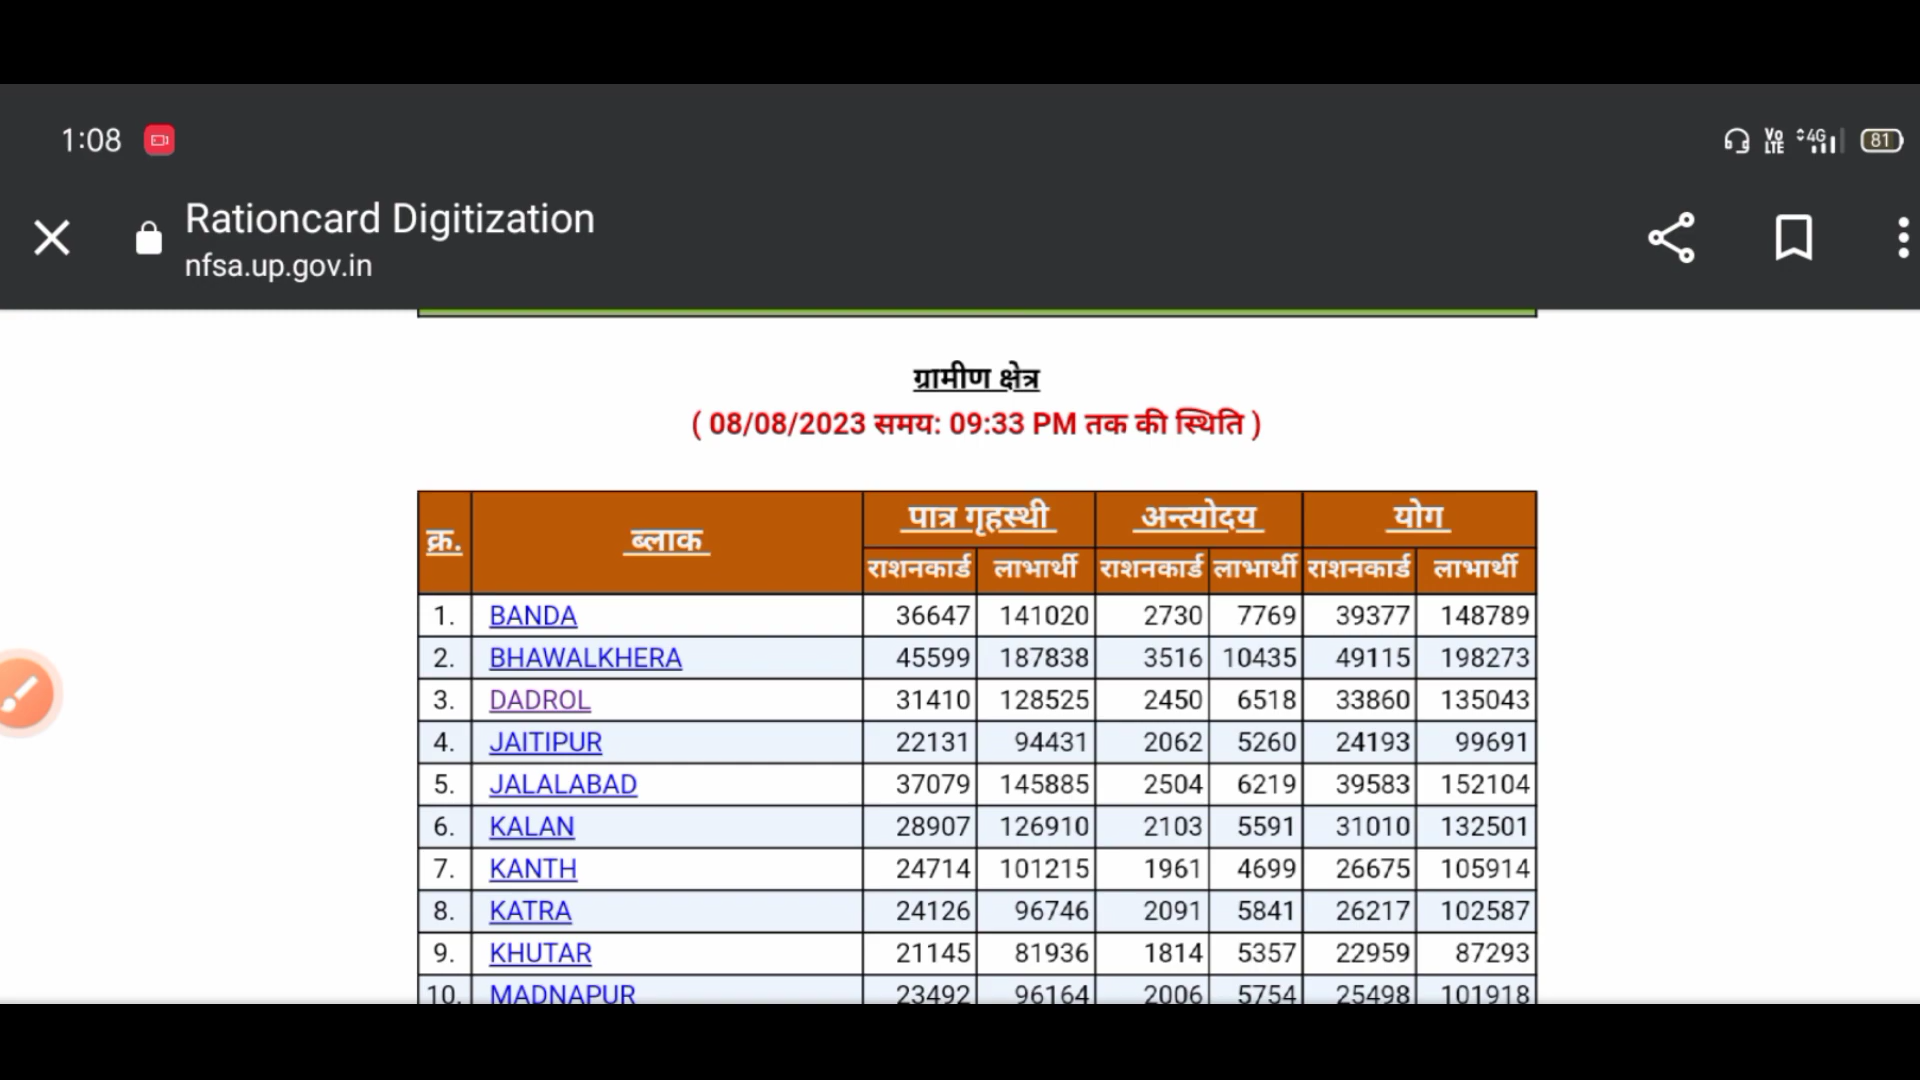 1:08 Vo LTE 4G 81
Rationcard Digitization
nfsa.up.gov.in
ग्रामीण क्षेत्र
( 08/08/2023 समय: 09:33 PM तक की स्थिति )
क्र. ब्लाक पात्र गृहस्थी अन्त्योदय योग
राशनकार्ड लाभार्थी राशनकार्ड लाभार्थी राशनकार्ड लाभार्थी
1. BANDA 36647 141020 2730 7769 39377 148789
2. BHAWALKHERA 45599 187838 3516 10435 49115 198273
3. DADROL 31410 128525 2450 6518 33860 135043
4. JAITIPUR 22131 94431 2062 5260 24193 99691
5. JALALABAD 37079 145885 2504 6219 39583 152104
6. KALAN 28907 126910 2103 5591 31010 132501
7. KANTH 24714 101215 1961 4699 26675 105914
8. KATRA 24126 96746 2091 5841 26217 102587
9. KHUTAR 21145 81936 1814 5357 22959 87293
10. MADNAPUR 23492 96164 2006 5754 25498 101918